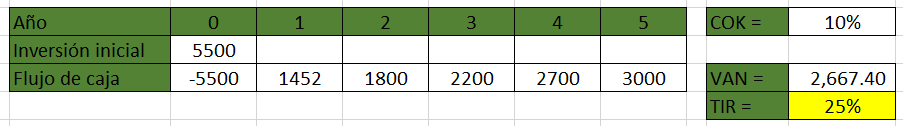 Año 0 1 2 3 4 5 COK = 10%
Inversión inicial 5500
Flujo de caja -5500 1452 1800 2200 2700 3000 VAN = 2,667.40
TIR = 25%